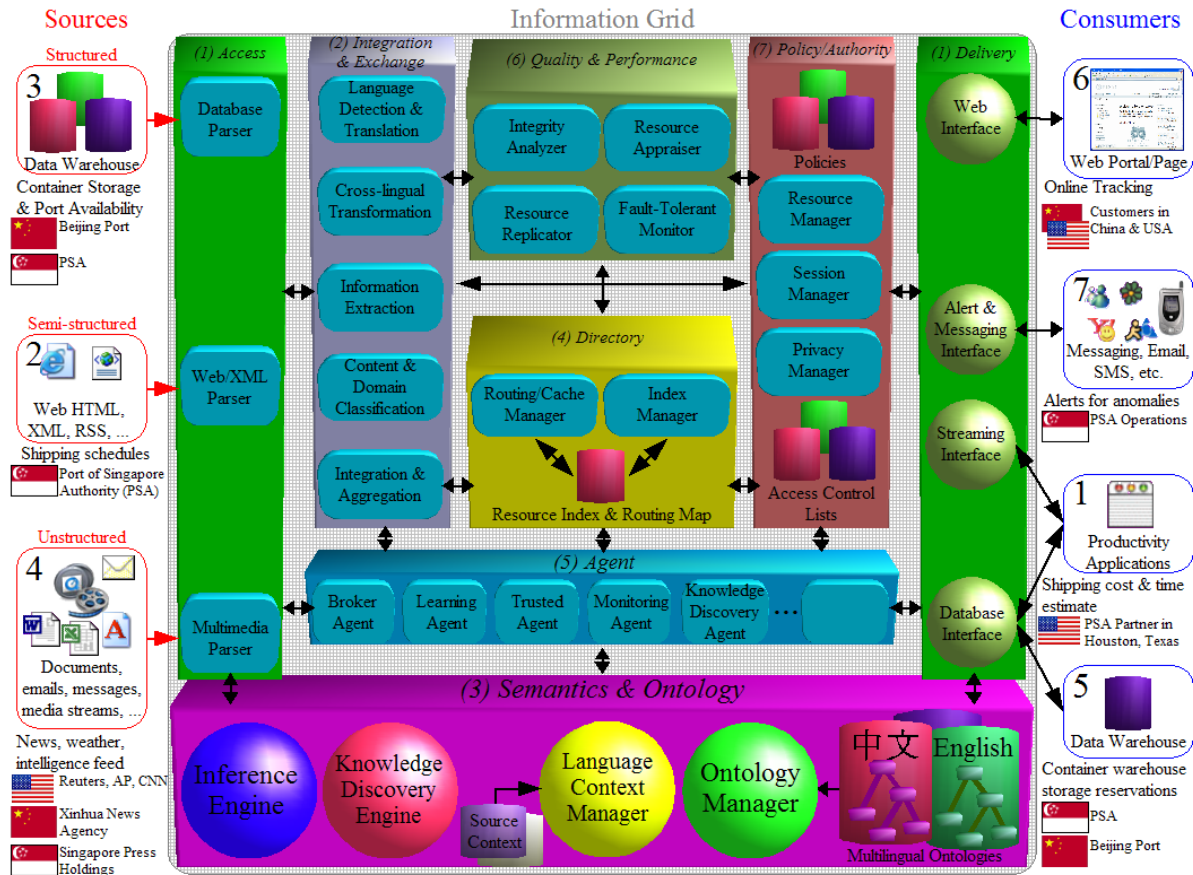 Sources
Information Grid
Consumers
Structured
3
Data Warehouse
Container Storage
& Port Availability
Beijing Port
PSA
Semi-structured
2
Web HTML,
XML, RSS, ...
Shipping schedules
Port of Singapore
Authority (PSA)
Unstructured
4
Documents,
emails, messages,
media streams, ...
News, weather,
intelligence feed
Reuters, AP, CNN
Xinhua News
Agency
Singapore Press
Holdings
(1) Access
Database
Parser
Web/XML
Parser
Multimedia
Parser
(2) Integration
& Exchange
Language
Detection &
Translation
Cross-lingual
Transformation
Information
Extraction
Content &
Domain
Classification
Integration &
Aggregation
(6) Quality & Performance
Integrity
Analyzer
Resource
Appraiser
Resource
Replicator
Fault-Tolerant
Monitor
(4) Directory
Routing/Cache
Manager
Index
Manager
Resource Index & Routing Map
(7) Policy/Authority
Policies
Resource
Manager
Session
Manager
Privacy
Manager
Access Control
Lists
(5) Agent
Broker
Agent
Learning
Agent
Trusted
Agent
Monitoring
Agent
Knowledge
Discovery
Agent
...
(3) Semantics & Ontology
Inference
Engine
Knowledge
Discovery
Engine
Source
Context
Language
Context
Manager
Ontology
Manager
中文
English
Multilingual Ontologies
(1) Delivery
Web
Interface
Alert &
Messaging
Interface
Streaming
Interface
Database
Interface
6
Web Portal/Page
Online Tracking
Customers in
China & USA
7
Messaging, Email,
SMS, etc.
Alerts for anomalies
PSA Operations
1
Productivity
Applications
Shipping cost & time
estimate
PSA Partner in
Houston, Texas
5
Data Warehouse
Container warehouse
storage reservations
PSA
Beijing Port